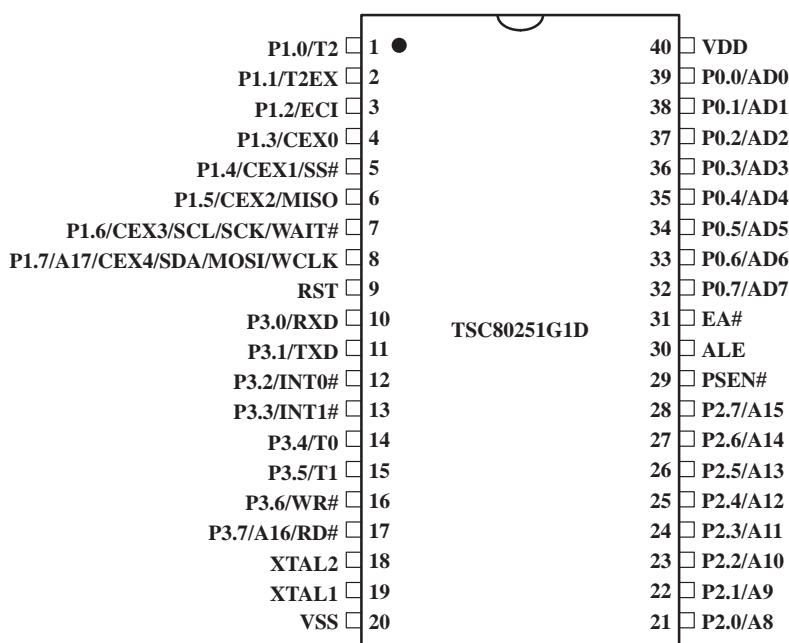 P1.0/T2 1 40 VDD
P1.1/T2EX 2 39 P0.0/AD0
P1.2/ECI 3 38 P0.1/AD1
P1.3/CEX0 4 37 P0.2/AD2
P1.4/CEX1/SS# 5 36 P0.3/AD3
P1.5/CEX2/MISO 6 35 P0.4/AD4
P1.6/CEX3/SCL/SCK/WAIT# 7 34 P0.5/AD5
P1.7/A17/CEX4/SDA/MOSI/WCLK 8 33 P0.6/AD6
RST 9 32 P0.7/AD7
P3.0/RXD 10 31 EA#
TSC80251G1D
P3.1/TXD 11 30 ALE
P3.2/INT0# 12 29 PSEN#
P3.3/INT1# 13 28 P2.7/A15
P3.4/T0 14 27 P2.6/A14
P3.5/T1 15 26 P2.5/A13
P3.6/WR# 16 25 P2.4/A12
P3.7/A16/RD# 17 24 P2.3/A11
XTAL2 18 23 P2.2/A10
XTAL1 19 22 P2.1/A9
VSS 20 21 P2.0/A8